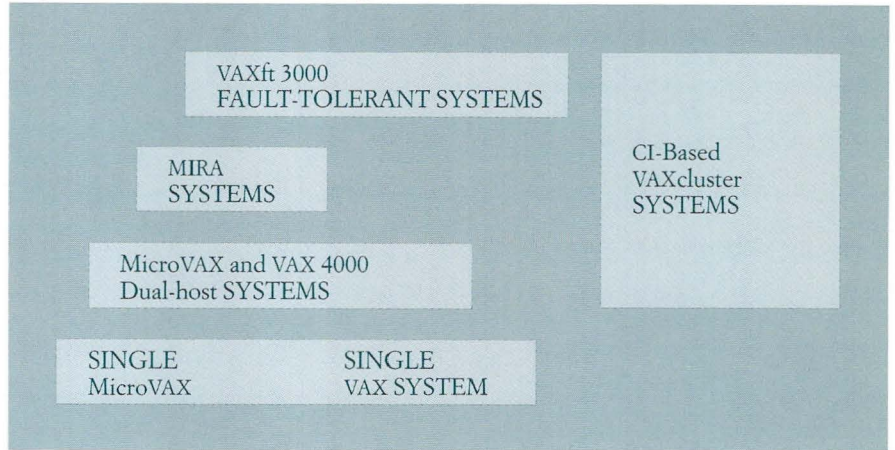 VAXft 3000
FAULT-TOLERANT SYSTEMS
MIRA
SYSTEMS
CI-Based
VAXcluster
SYSTEMS
MicroVAX and VAX 4000
Dual-host SYSTEMS
SINGLE
MicroVAX
SINGLE
VAX SYSTEM